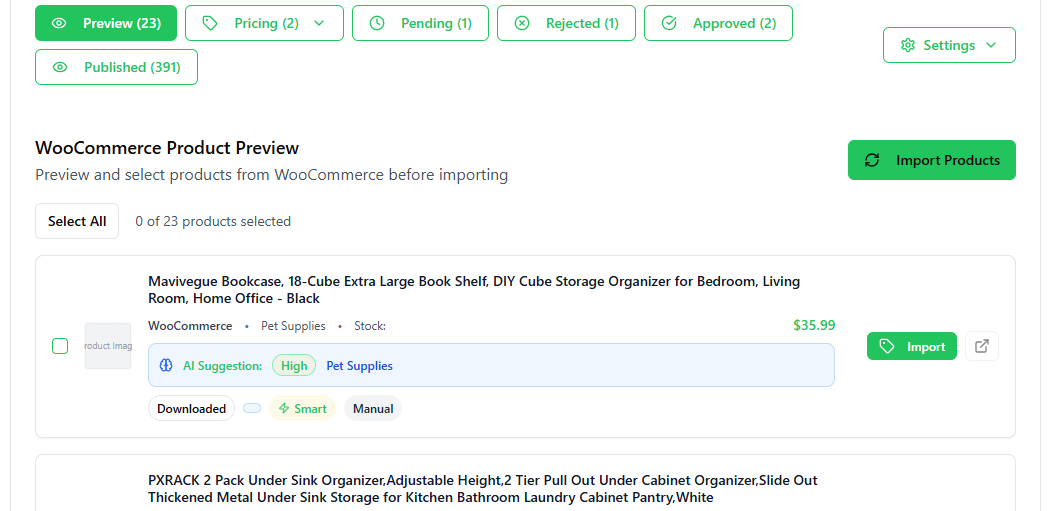 Preview (23) Pricing (2) Pending (1) Rejected (1) Approved (2)
Settings
Published (391)
WooCommerce Product Preview
Import Products
Preview and select products from WooCommerce before importing
Select All 0 of 23 products selected
Mavivegue Bookcase, 18-Cube Extra Large Book Shelf, DIY Cube Storage Organizer for Bedroom, Living
Room, Home Office - Black
WooCommerce • Pet Supplies • Stock: $35.99
roduct Imag
Import
AI Suggestion: High Pet Supplies
Downloaded Smart Manual
PXRACK 2 Pack Under Sink Organizer,Adjustable Height,2 Tier Pull Out Under Cabinet Organizer,Slide Out
Thickened Metal Under Sink Storage for Kitchen Bathroom Laundry Cabinet Pantry,White